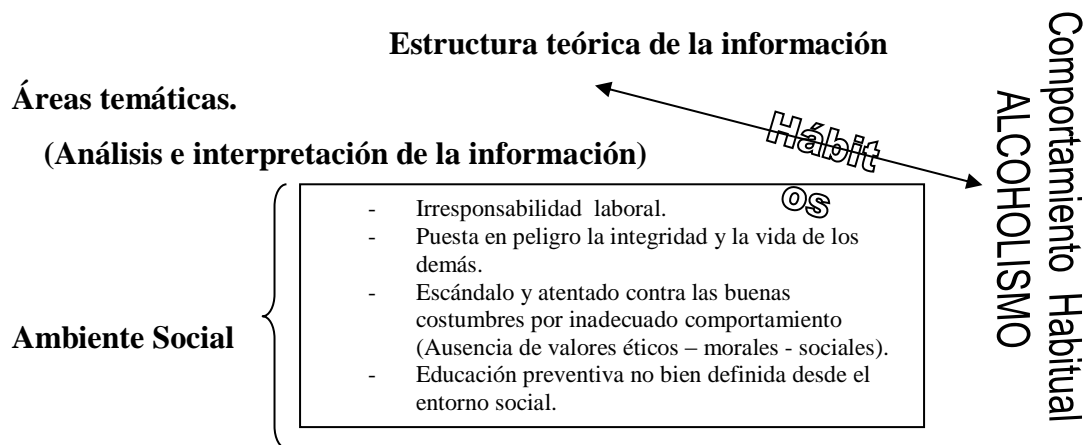 Estructura teórica de la información
Áreas temáticas.
(Análisis e interpretación de la información)
Hábit
os
- Irresponsabilidad laboral.
- Puesta en peligro la integridad y la vida de los
demás.
- Escándalo y atentado contra las buenas
costumbres por inadecuado comportamiento
(Ausencia de valores éticos – morales - sociales).
- Educación preventiva no bien definida desde el
entorno social.
Ambiente Social
Comportamiento Habitual
ALCOHOLISMO